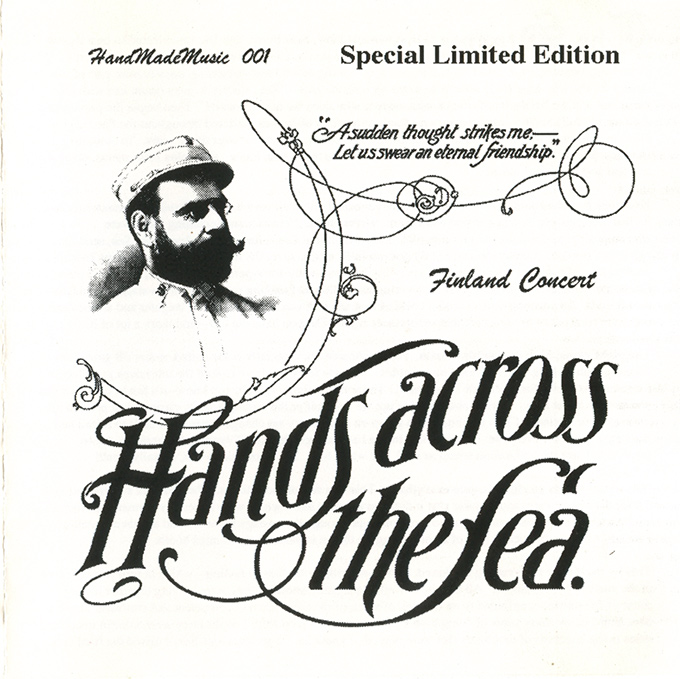 HandMadeMusic 001
Special Limited Edition
"A sudden thought strikes me,—
Let us swear an eternal friendship."
Finland Concert
Hands across
the Sea.